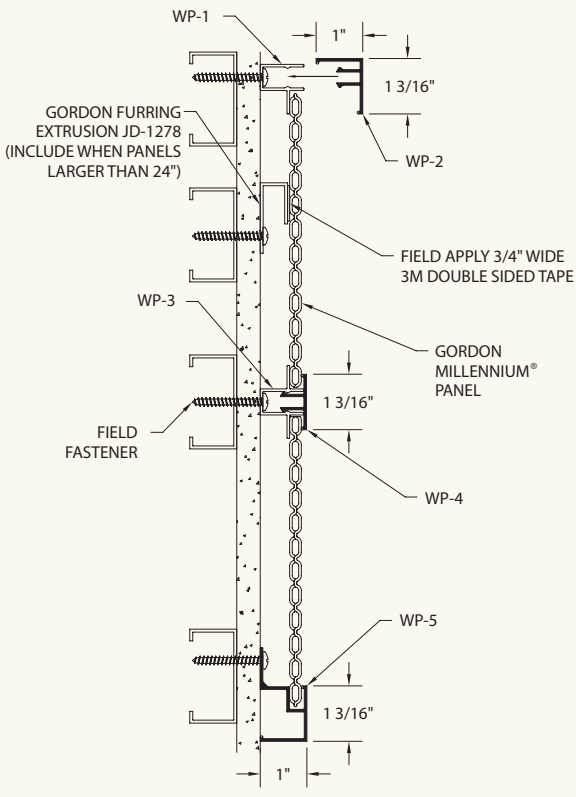 WP-1
1"
1 3/16"
WP-2
GORDON FURRING
EXTRUSION JD-1278
(INCLUDE WHEN PANELS
LARGER THAN 24")
FIELD APPLY 3/4" WIDE
3M DOUBLE SIDED TAPE
WP-3
GORDON
MILLENNIUM®
PANEL
1 3/16"
FIELD
FASTENER
WP-4
WP-5
1 3/16"
1"